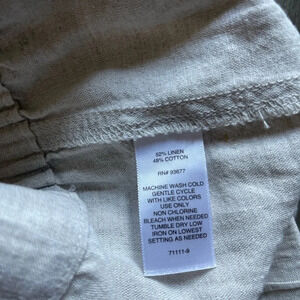 52% LINEN
48% COTTON
RN# 93677
MACHINE WASH COLD
GENTLE CYCLE
WITH LIKE COLORS
USE ONLY
NON CHLORINE
BLEACH WHEN NEEDED
TUMBLE DRY LOW
IRON ON LOWEST
SETTING AS NEEDED
71111-9